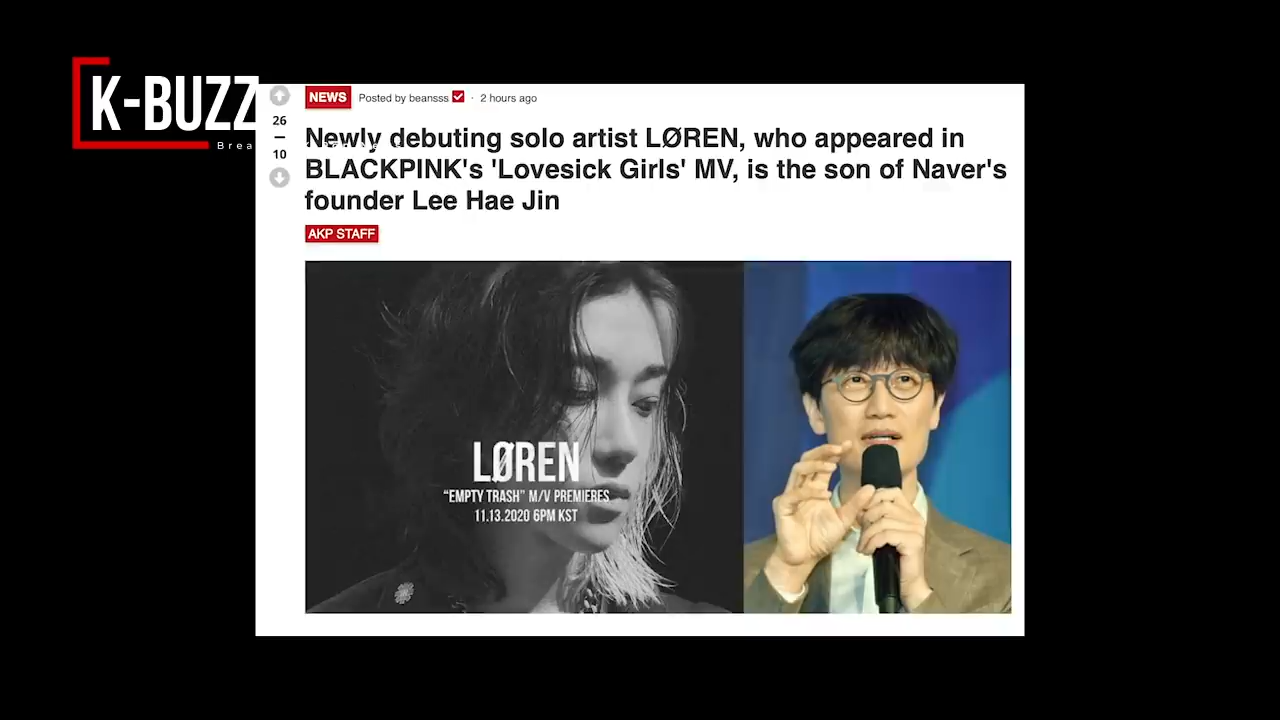 K-BUZZ
Brea
26
10
NEWS Posted by beansss · 2 hours ago
Newly debuting solo artist LØREN, who appeared in
BLACKPINK's 'Lovesick Girls' MV, is the son of Naver's
founder Lee Hae Jin
AKP STAFF
LØREN
“EMPTY TRASH” M/V PREMIERES
11.13.2020 6PM KST